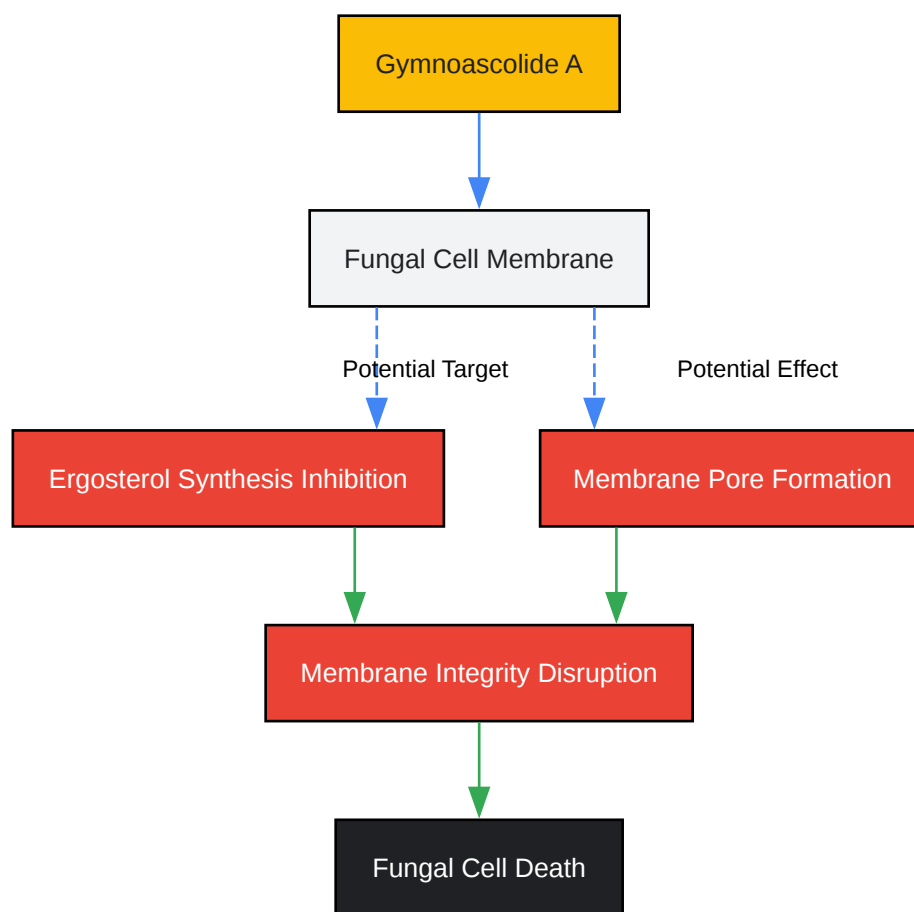 Gymnoascolide A
Fungal Cell Membrane
Potential Target
Potential Effect
Ergosterol Synthesis Inhibition
Membrane Pore Formation
Membrane Integrity Disruption
Fungal Cell Death